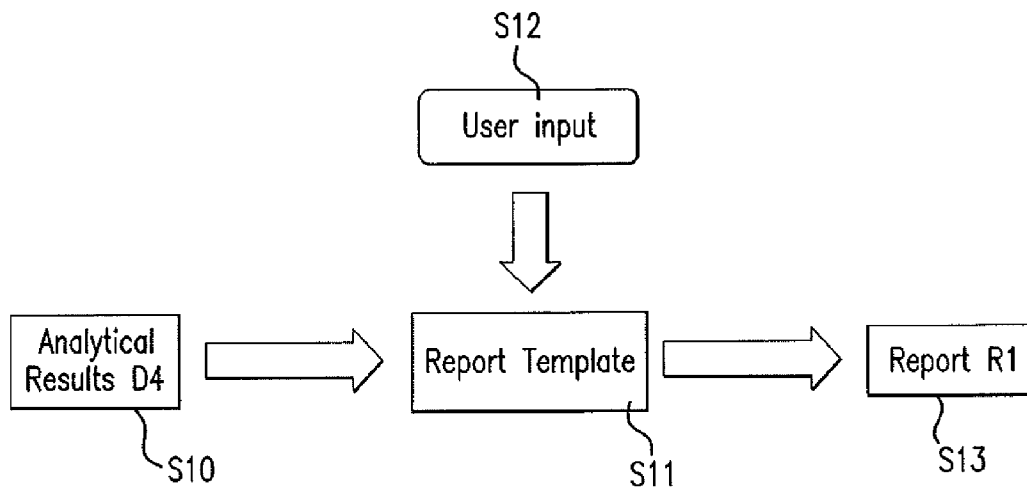 S12
User input
Analytical
Results D4
Report Template
Report R1
S10
S11
S13